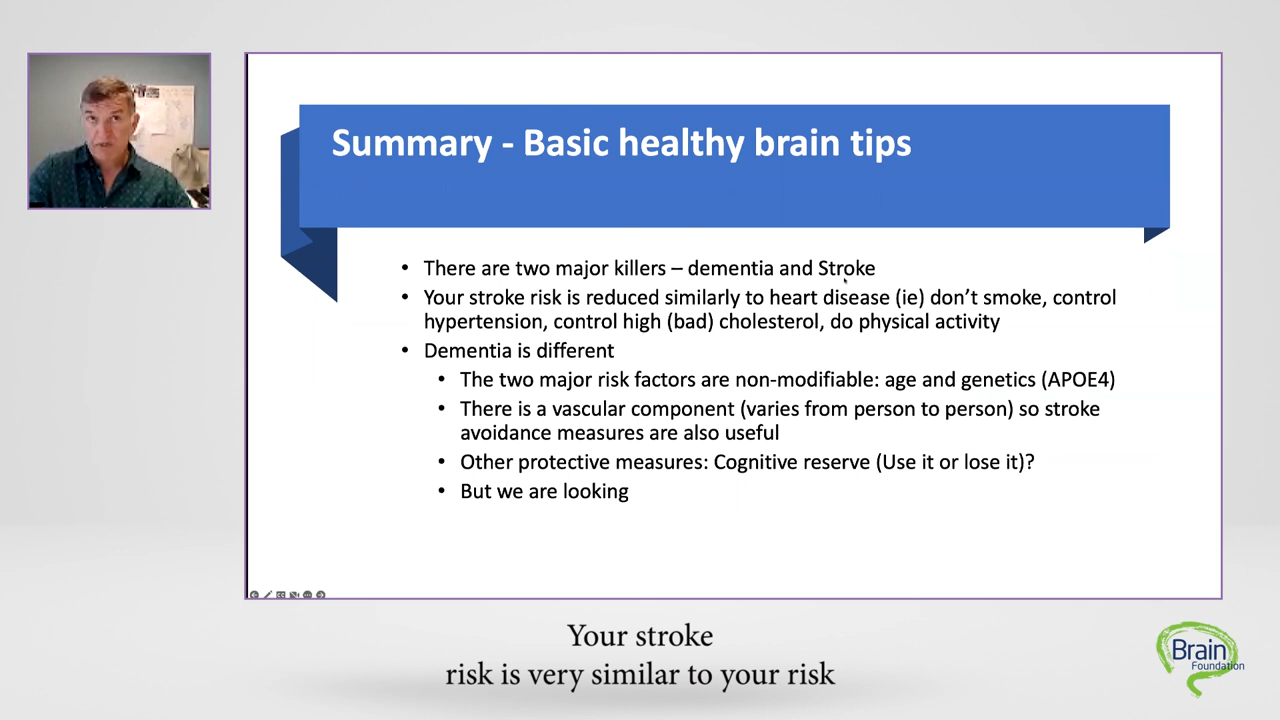 Summary - Basic healthy brain tips
• There are two major killers – dementia and Stroke
• Your stroke risk is reduced similarly to heart disease (ie) don’t smoke, control
hypertension, control high (bad) cholesterol, do physical activity
• Dementia is different
• The two major risk factors are non-modifiable: age and genetics (APOE4)
• There is a vascular component (varies from person to person) so stroke
avoidance measures are also useful
• Other protective measures: Cognitive reserve (Use it or lose it)?
• But we are looking
Your stroke
risk is very similar to your risk
Brain
Foundation